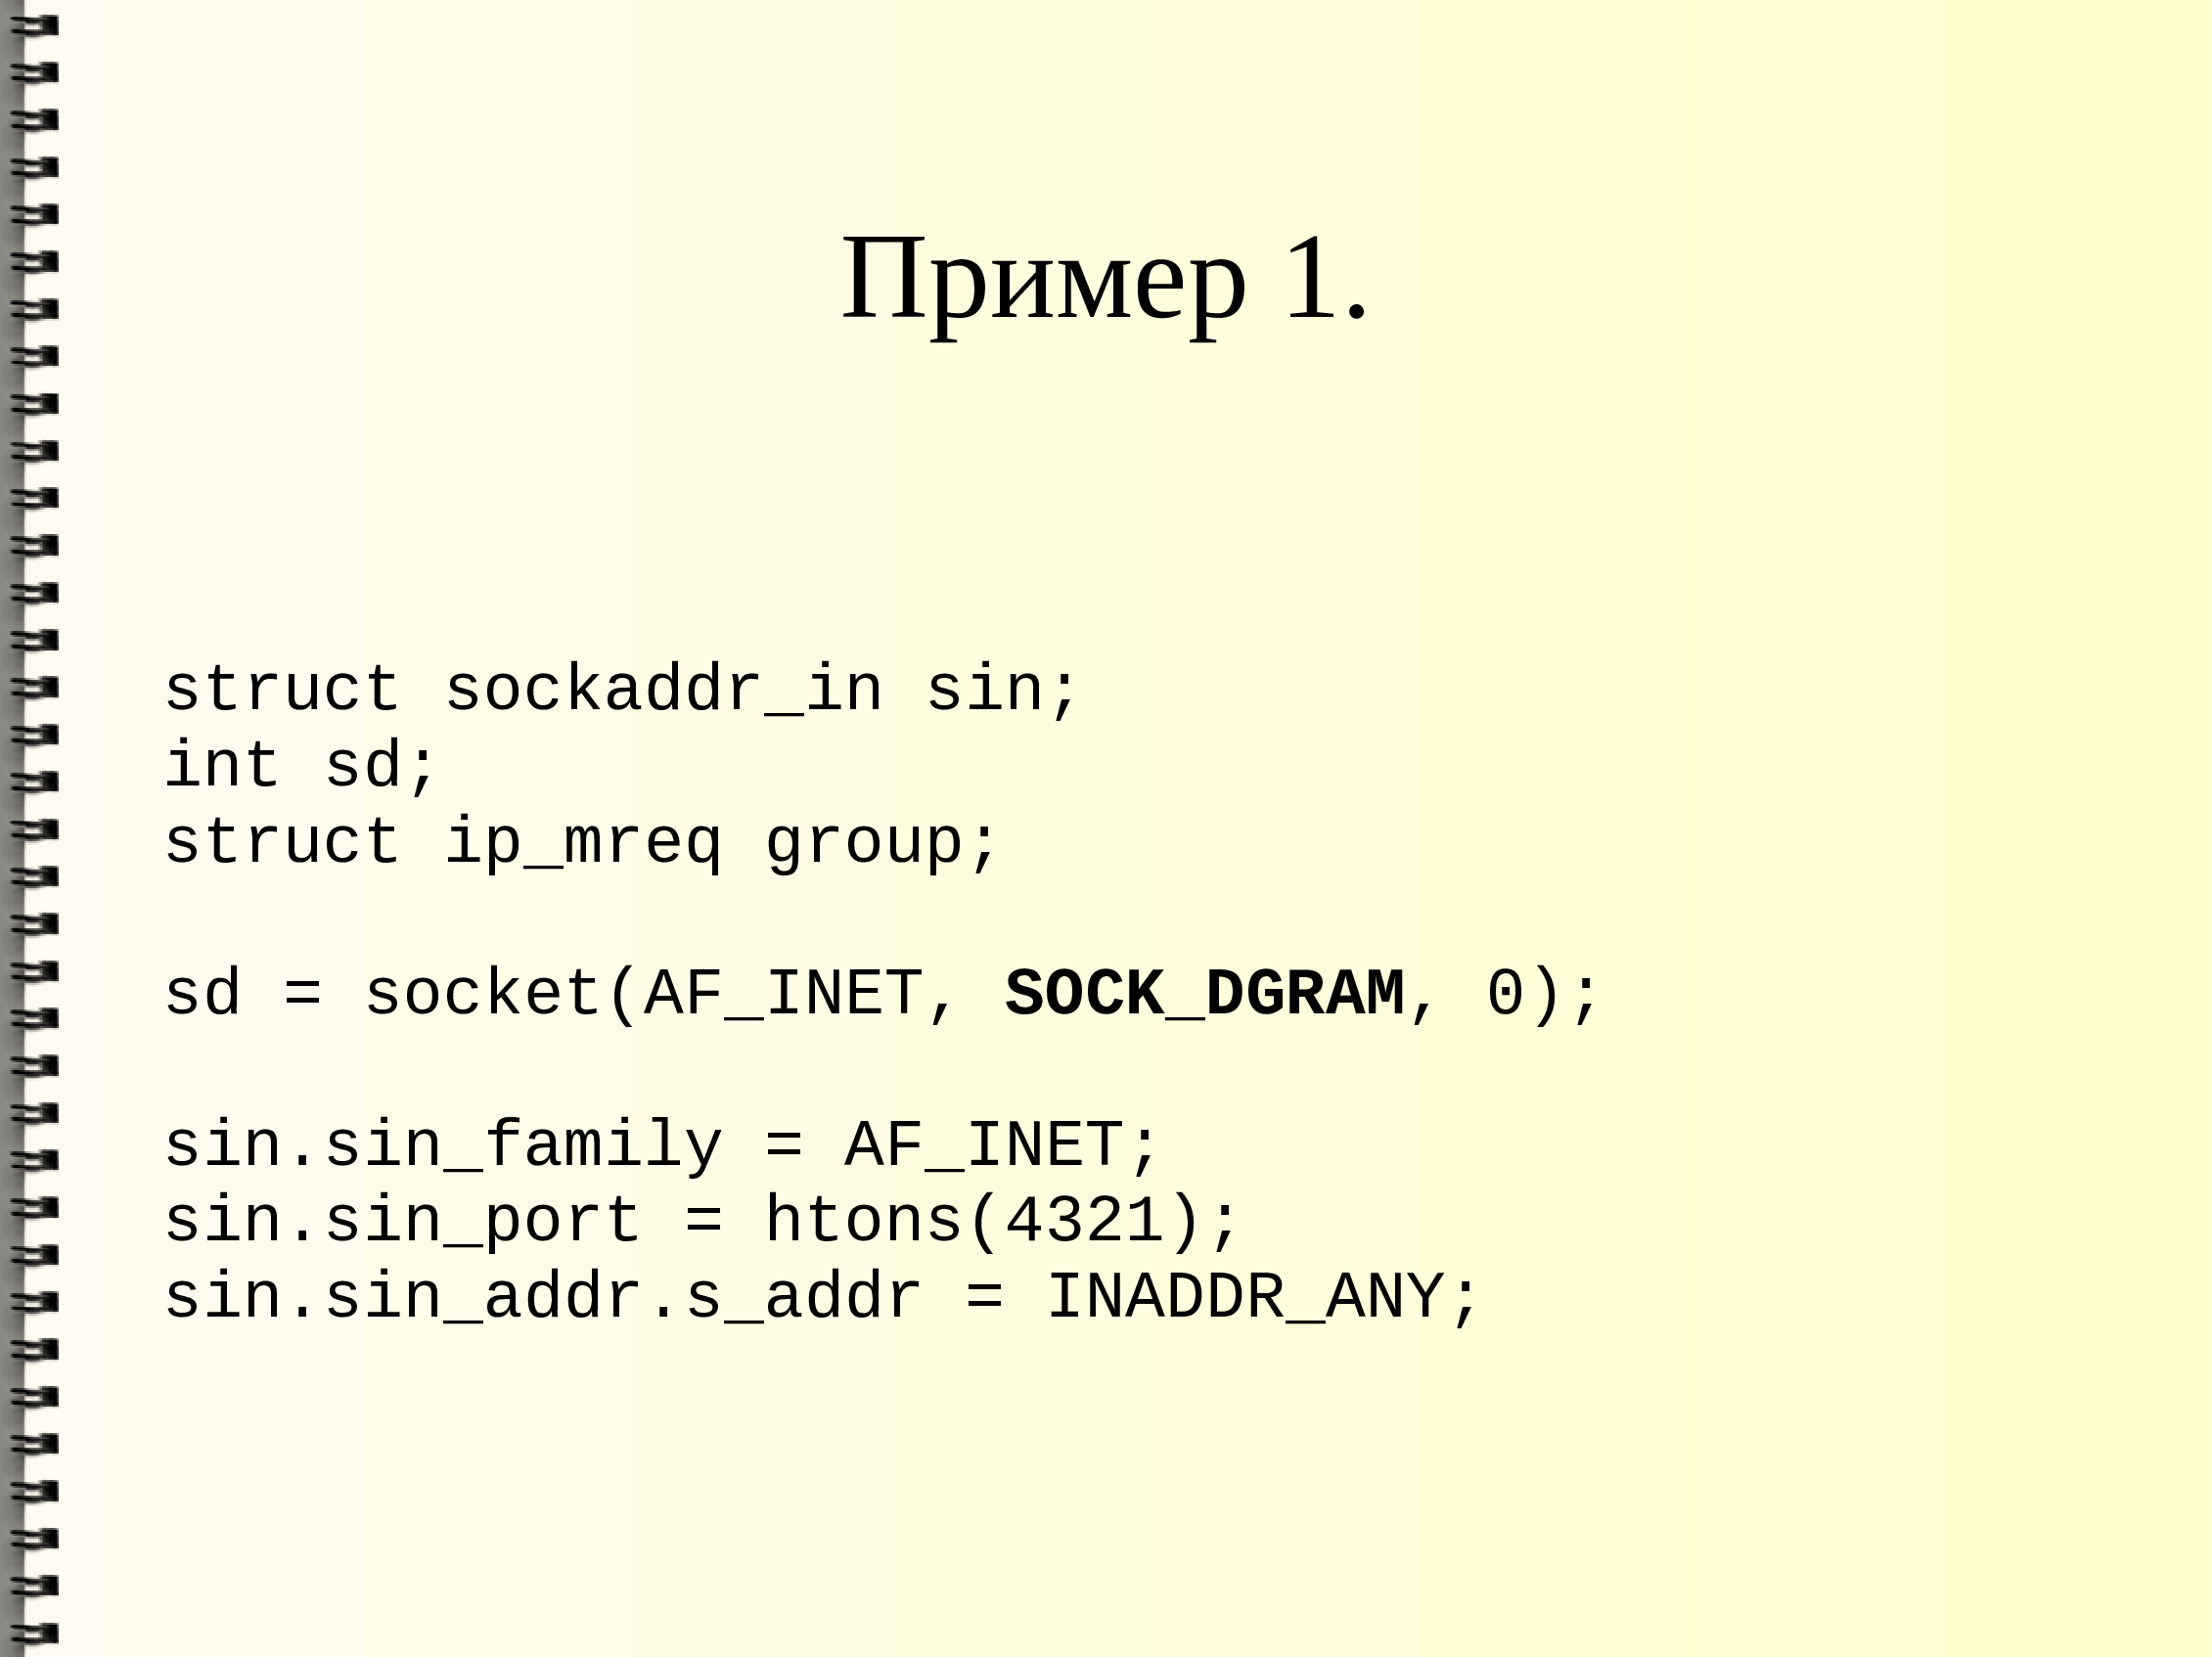 Пример 1.
struct sockaddr_in sin;
int sd;
struct ip_mreq group;
sd = socket(AF_INET, SOCK_DGRAM, 0);
sin.sin_family = AF_INET;
sin.sin_port = htons(4321);
sin.sin_addr.s_addr = INADDR_ANY;